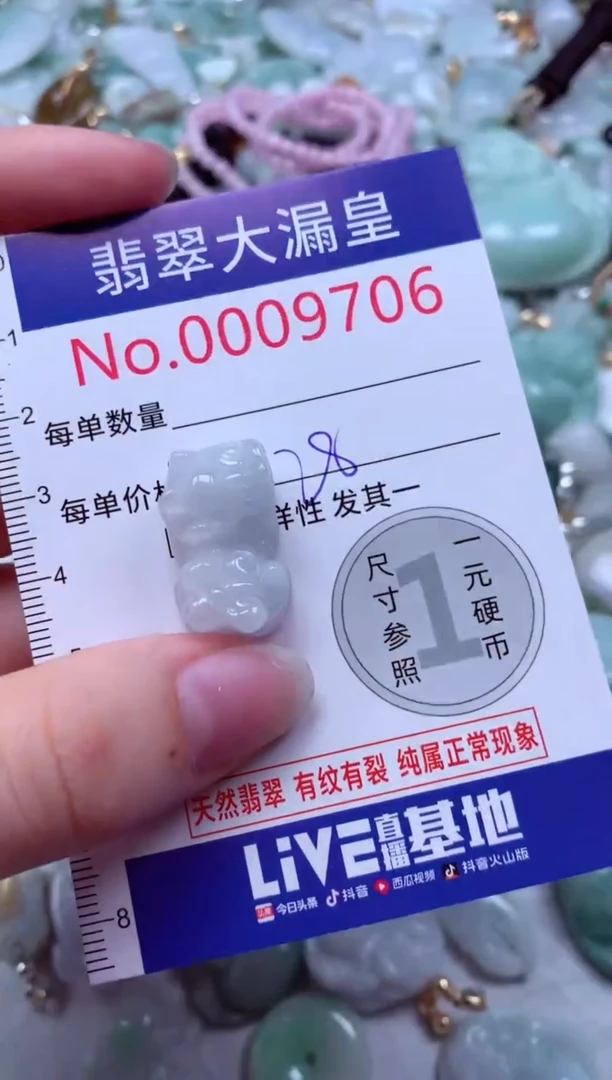 翡翠大漏皇
No.0009706
每单数量
28
每单价
样性 发其一
尺寸参照
1
一元硬币
天然翡翠 有纹有裂 纯属正常现象
LiVE直播基地
今日头条 抖音 西瓜视频 抖音火山版
0
1
2
3
4
8